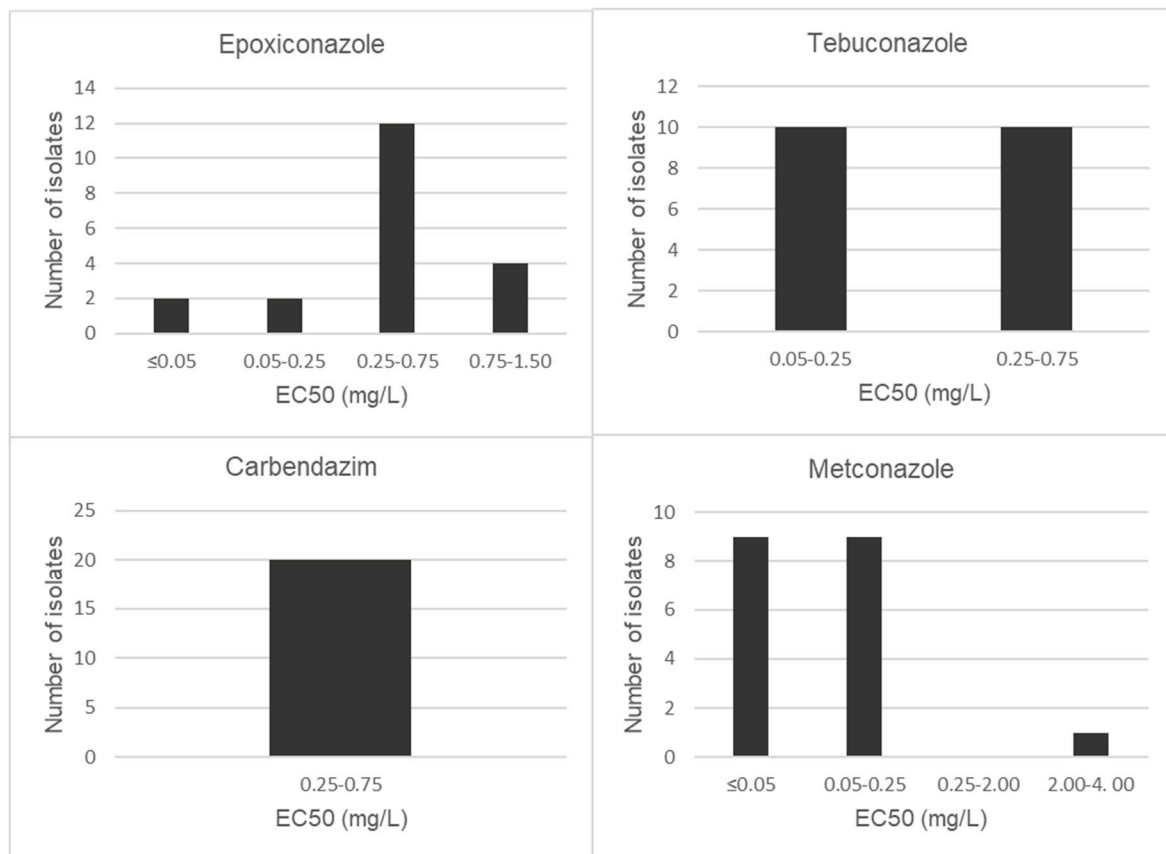 Epoxiconazole
Number of isolates
14
12
10
8
6
4
2
0
≤0.05 0.05-0.25 0.25-0.75 0.75-1.50
EC50 (mg/L)
Tebuconazole
Number of isolates
12
10
8
6
4
2
0
0.05-0.25 0.25-0.75
EC50 (mg/L)
Carbendazim
Number of isolates
25
20
15
10
5
0
0.25-0.75
EC50 (mg/L)
Metconazole
Number of isolates
10
8
6
4
2
0
≤0.05 0.05-0.25 0.25-2.00 2.00-4. 00
EC50 (mg/L)